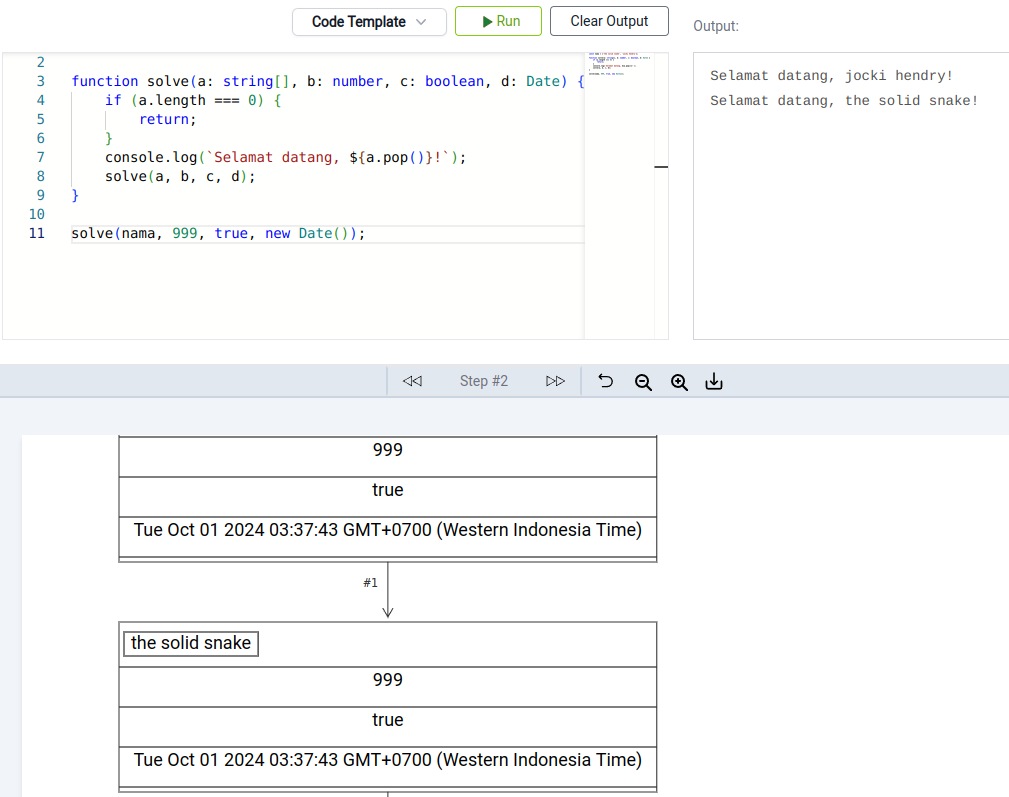 Code Template
Run
Clear Output
Output:
2
3 function solve(a: string[], b: number, c: boolean, d: Date) {
4 if (a.length === 0) {
5 return;
6 }
7 console.log(`Selamat datang, ${a.pop()}!`);
8 solve(a, b, c, d);
9 }
10
11 solve(nama, 999, true, new Date());
Selamat datang, jocki hendry!
Selamat datang, the solid snake!
Step #2
999
true
Tue Oct 01 2024 03:37:43 GMT+0700 (Western Indonesia Time)
#1
the solid snake
999
true
Tue Oct 01 2024 03:37:43 GMT+0700 (Western Indonesia Time)